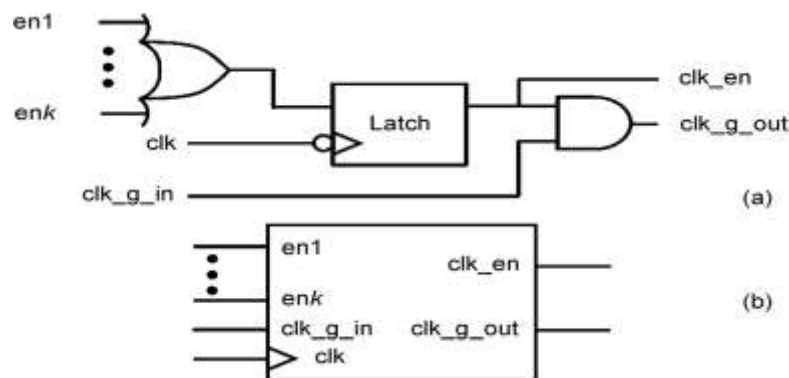 en1
clk_en
enk
Latch
clk_g_out
clk
clk_g_in
(a)
en1
clk_en
enk
(b)
clk_g_in
clk_g_out
clk